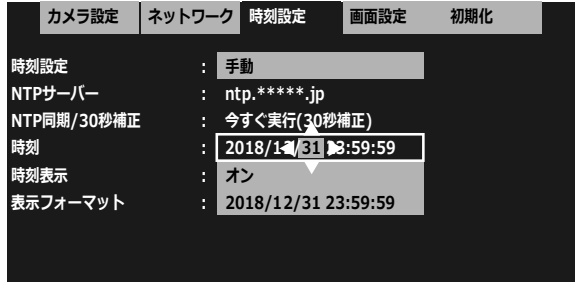 カメラ設定 ネットワーク 時刻設定 画面設定 初期化
時刻設定 : 手動
NTPサーバー : ntp.*****.jp
NTP同期/30秒補正 : 今すぐ実行(30秒補正)
時刻 : 2018/12/31 23:59:59
時刻表示 : オン
表示フォーマット : 2018/12/31 23:59:59